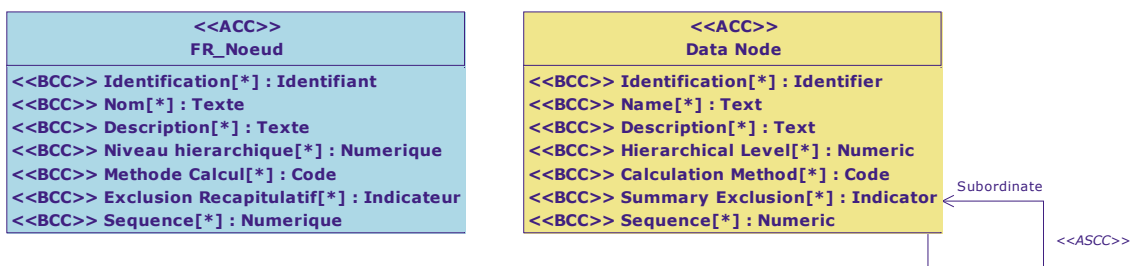 <<ACC>>
FR_Noeud
<<BCC>> Identification[*] : Identifiant
<<BCC>> Nom[*] : Texte
<<BCC>> Description[*] : Texte
<<BCC>> Niveau hierarchique[*] : Numerique
<<BCC>> Methode Calcul[*] : Code
<<BCC>> Exclusion Recapitulatif[*] : Indicateur
<<BCC>> Sequence[*] : Numerique
<<ACC>>
Data Node
<<BCC>> Identification[*] : Identifier
<<BCC>> Name[*] : Text
<<BCC>> Description[*] : Text
<<BCC>> Hierarchical Level[*] : Numeric
<<BCC>> Calculation Method[*] : Code
<<BCC>> Summary Exclusion[*] : Indicator
<<BCC>> Sequence[*] : Numeric
Subordinate
<<ASCC>>